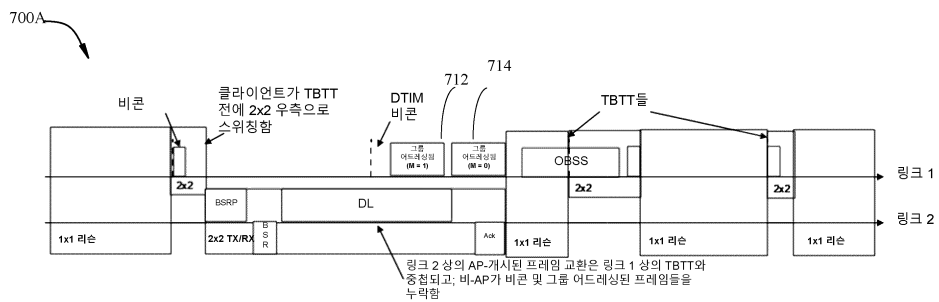 700A
비콘
클라이언트가 TBTT
전에 2x2 우측으로
스위칭함
DTIM
비콘
712
714
TBTT들
그룹
어드레싱됨
(M = 1)
그룹
어드레싱됨
(M = 0)
OBSS
2x2
2x2
2x2
링크 1
BSRP
DL
링크 2
1x1 리슨
2x2 TX/RX
B
S
R
Ack
1x1 리슨
1x1 리슨
1x1 리슨
링크 2 상의 AP-개시된 프레임 교환은 링크 1 상의 TBTT와
중첩되고; 비-AP가 비콘 및 그룹 어드레싱된 프레임들을
누락함